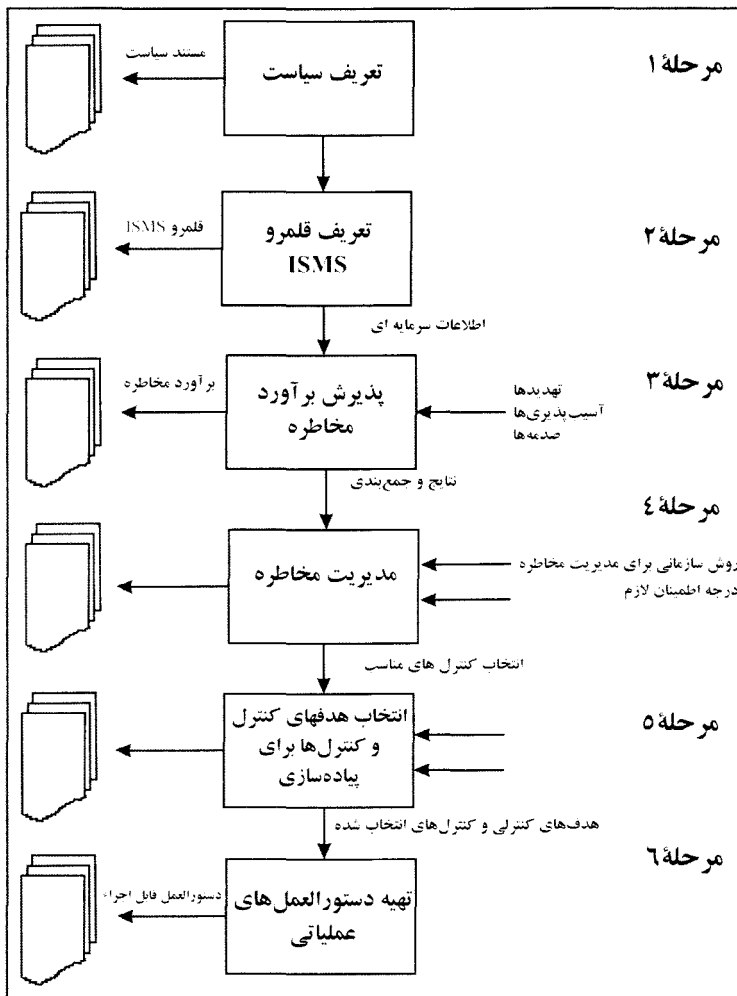 مرحلهٔ ۱
تعریف سیاست
مستند سیاست
مرحلهٔ ۲
تعریف قلمرو
ISMS
قلمرو ISMS
اطلاعات سرمایه ای
مرحلهٔ ۳
تهدیدها
آسیب‌پذیری‌ها
صدمه‌ها
پذیرش برآورد
مخاطره
برآورد مخاطره
نتایج و جمع‌بندی
مرحلهٔ ٤
روش سازمانی برای مدیریت مخاطره
درجه اطمینان لازم
مدیریت مخاطره
انتخاب کنترل های مناسب
مرحلهٔ ۵
انتخاب هدفهای کنترل
و کنترل‌ها برای
پیاده‌سازی
هدف‌های کنترلی و کنترل‌های انتخاب شده
مرحلهٔ ٦
تهیه دستورالعمل‌های
عملیاتی
دستورالعمل قابل اجراء